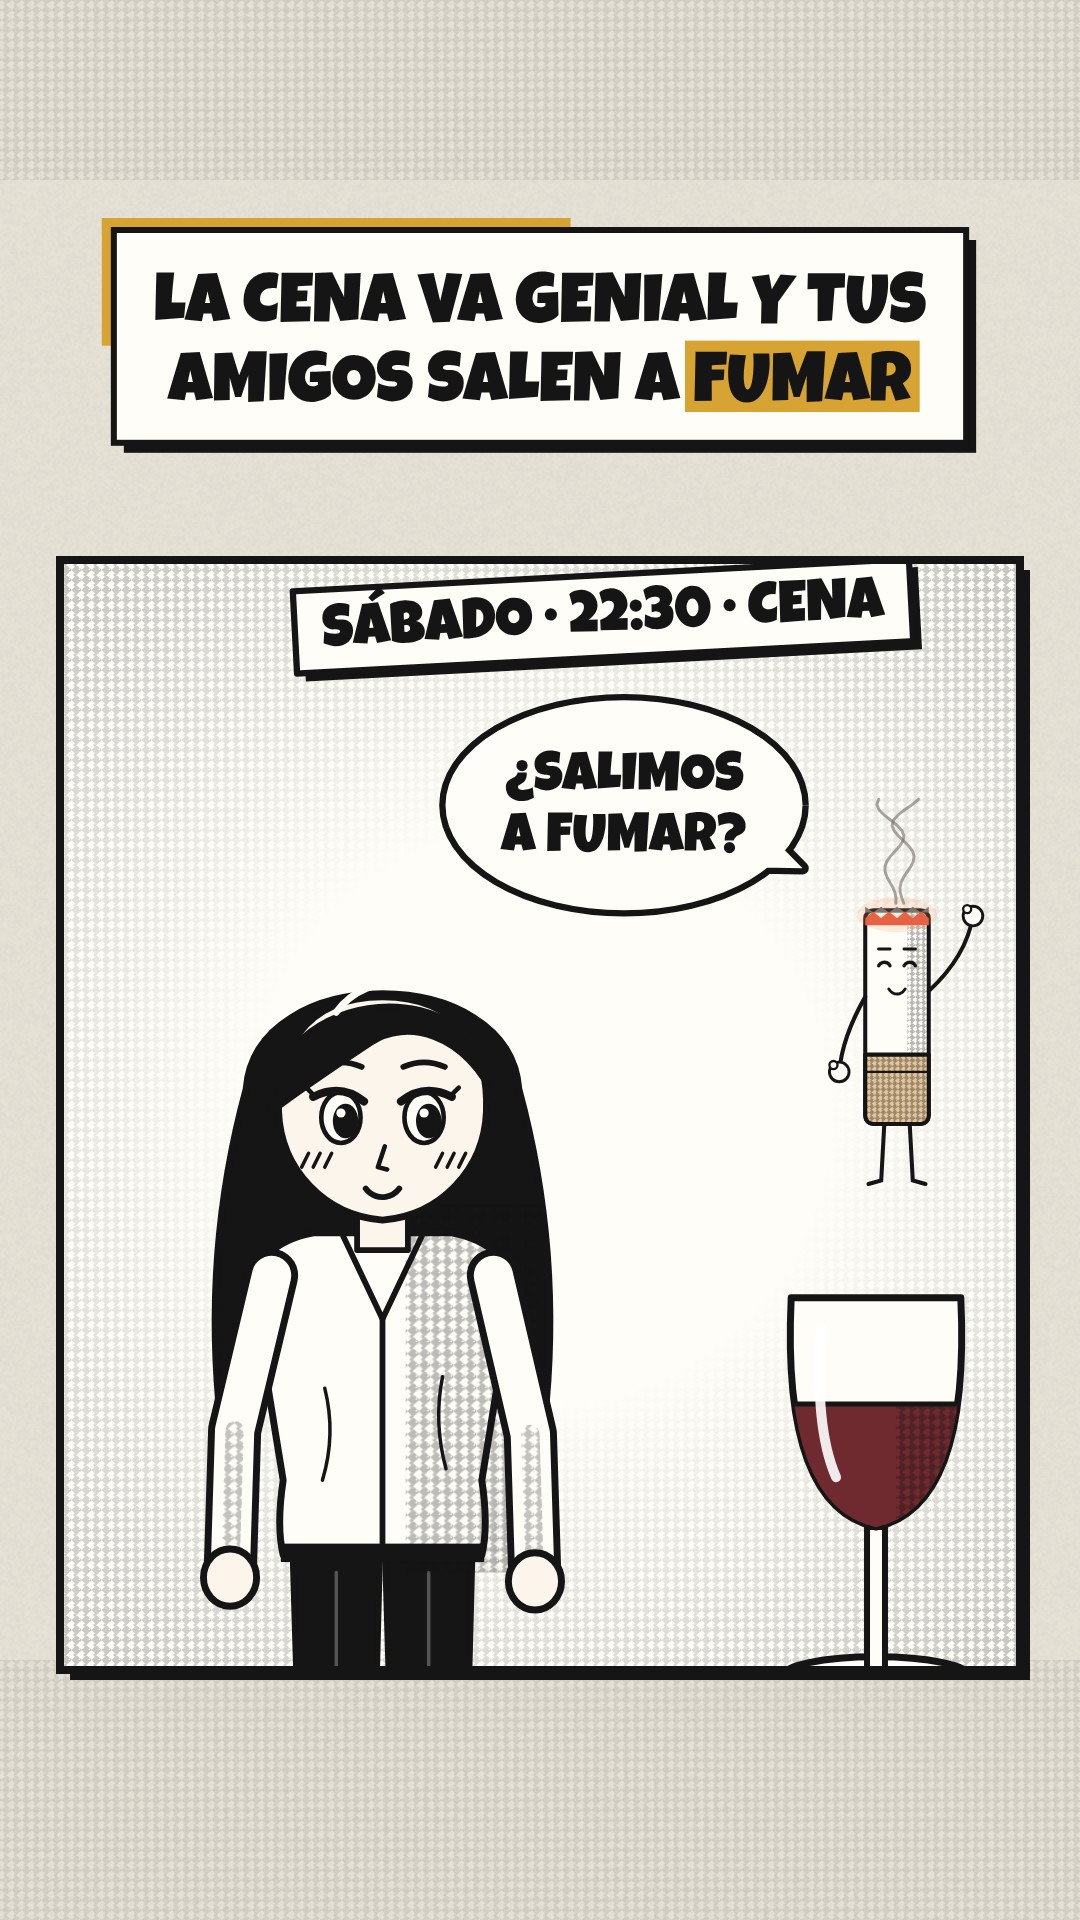 LA CENA VA GENIAL Y TUS
AMIGOS SALEN A FUMAR
SÁBADO · 22:30 · CENA
¿SALIMOS
A FUMAR?